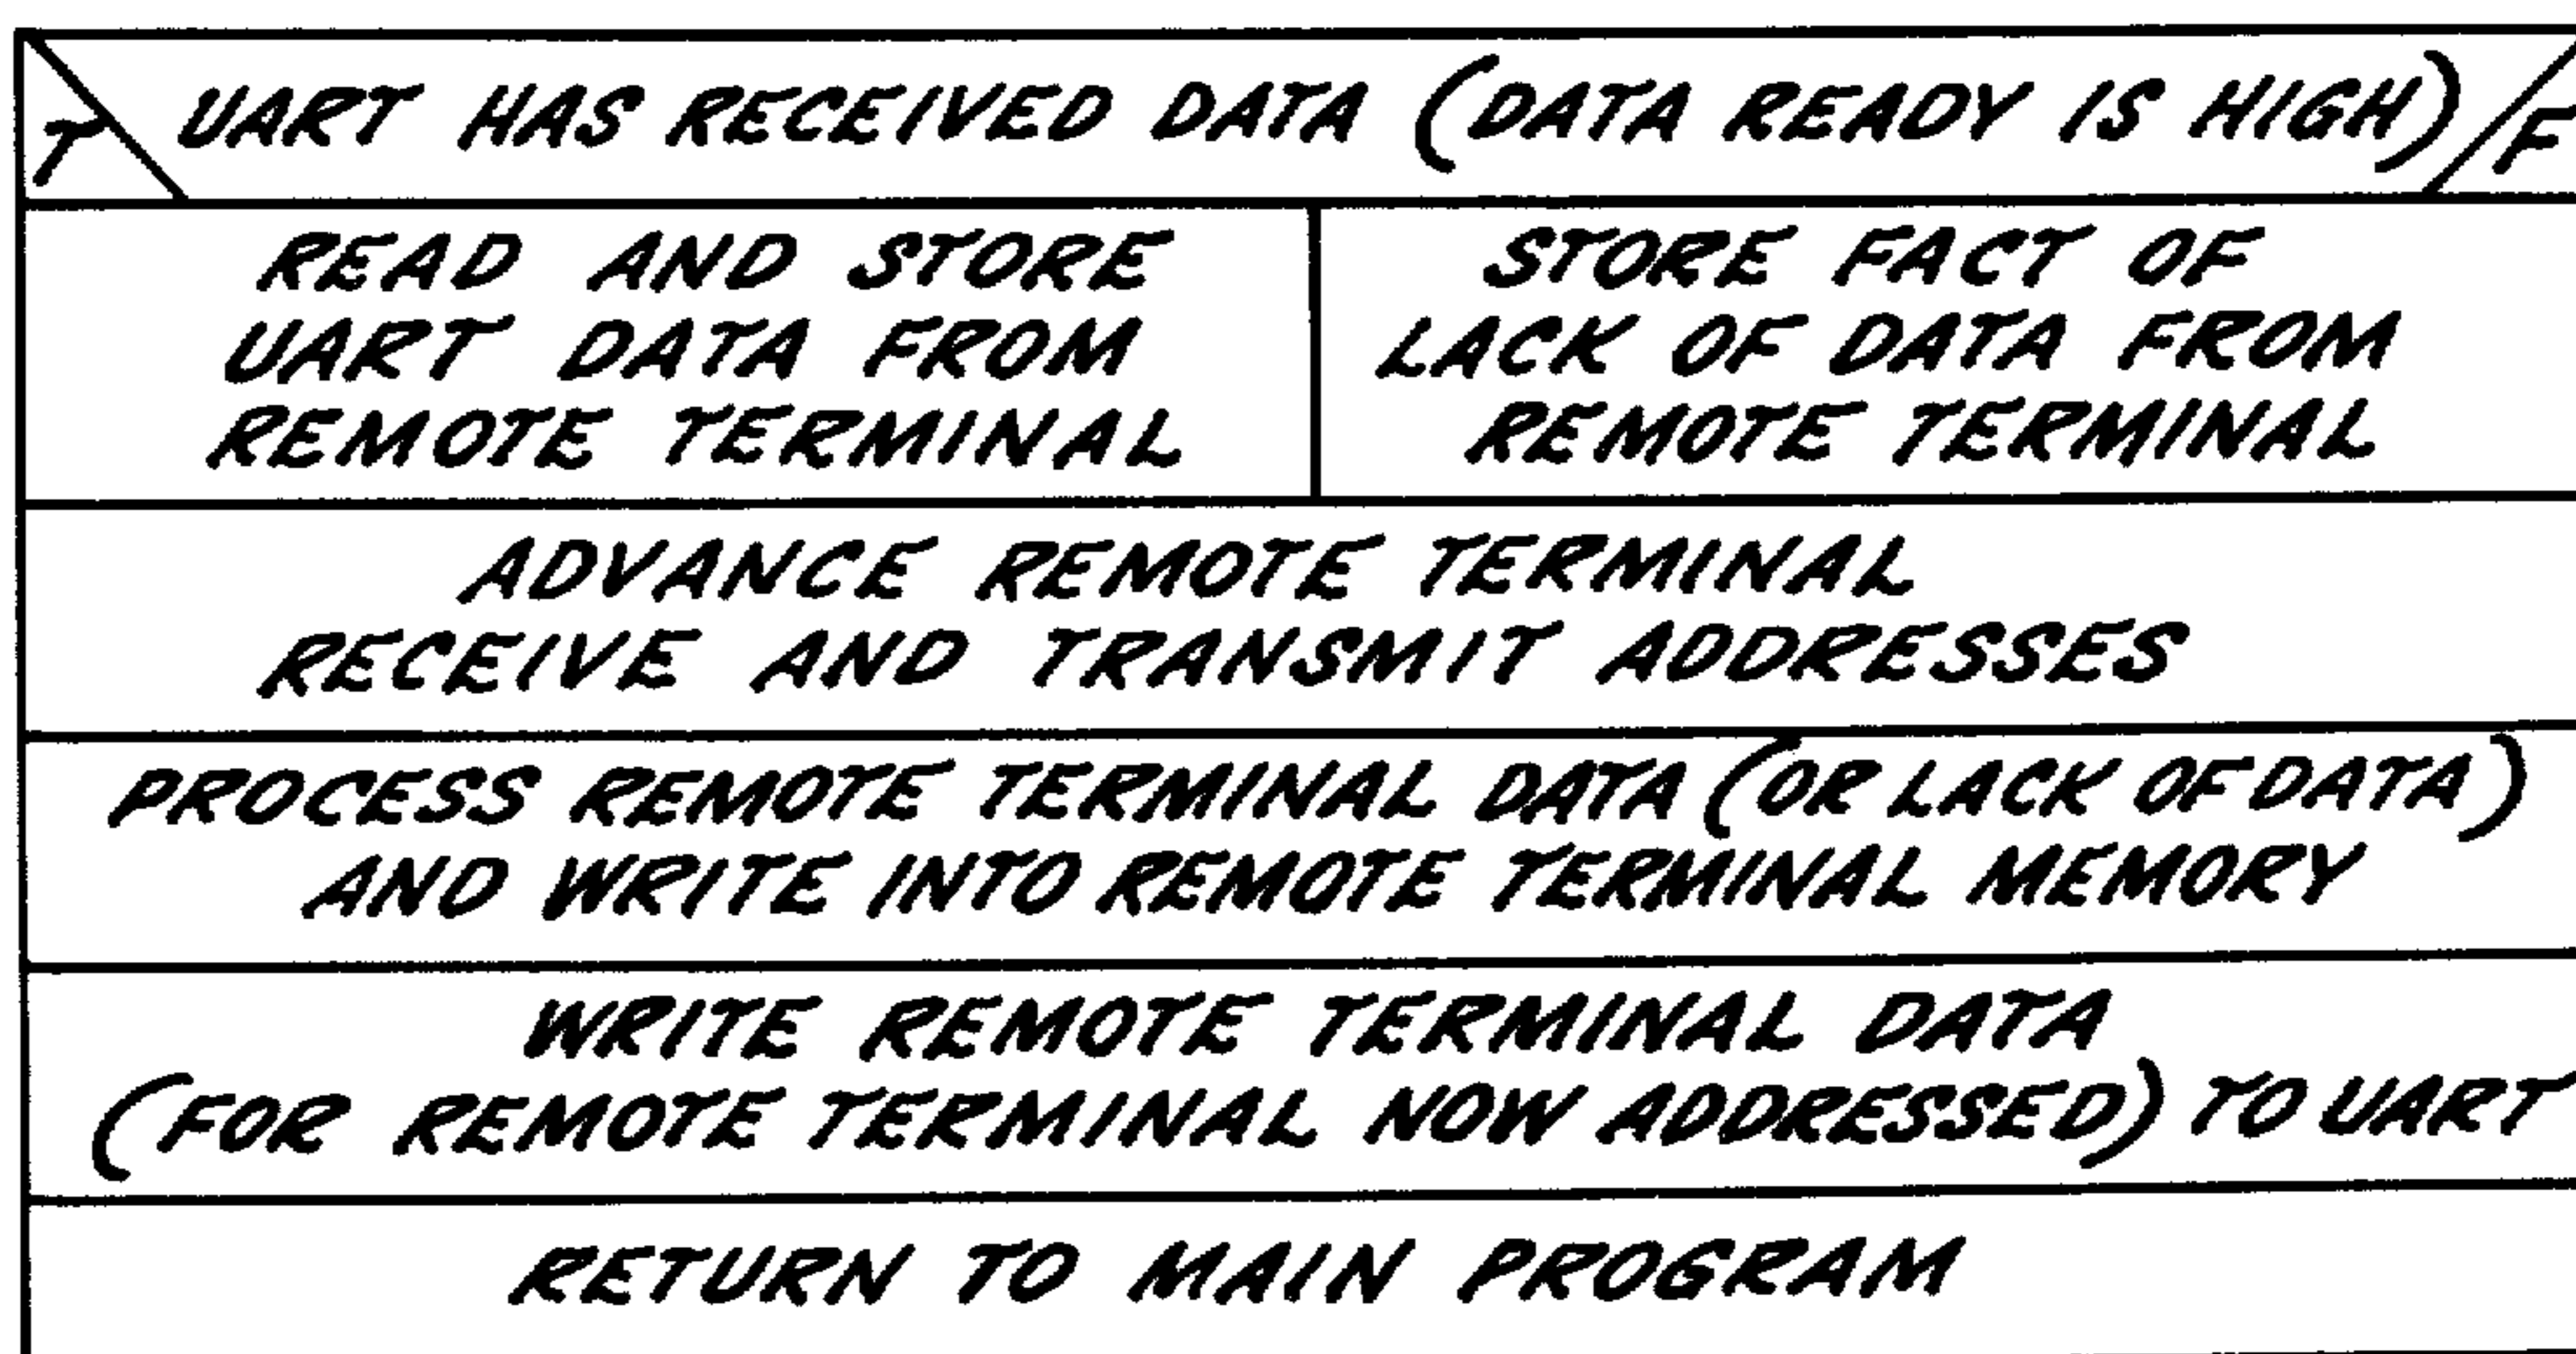 T UART HAS RECEIVED DATA (DATA READY IS HIGH) F
READ AND STORE
UART DATA FROM
REMOTE TERMINAL
STORE FACT OF
LACK OF DATA FROM
REMOTE TERMINAL
ADVANCE REMOTE TERMINAL
RECEIVE AND TRANSMIT ADDRESSES
PROCESS REMOTE TERMINAL DATA (OR LACK OF DATA)
AND WRITE INTO REMOTE TERMINAL MEMORY
WRITE REMOTE TERMINAL DATA
(FOR REMOTE TERMINAL NOW ADDRESSED) TO UART
RETURN TO MAIN PROGRAM